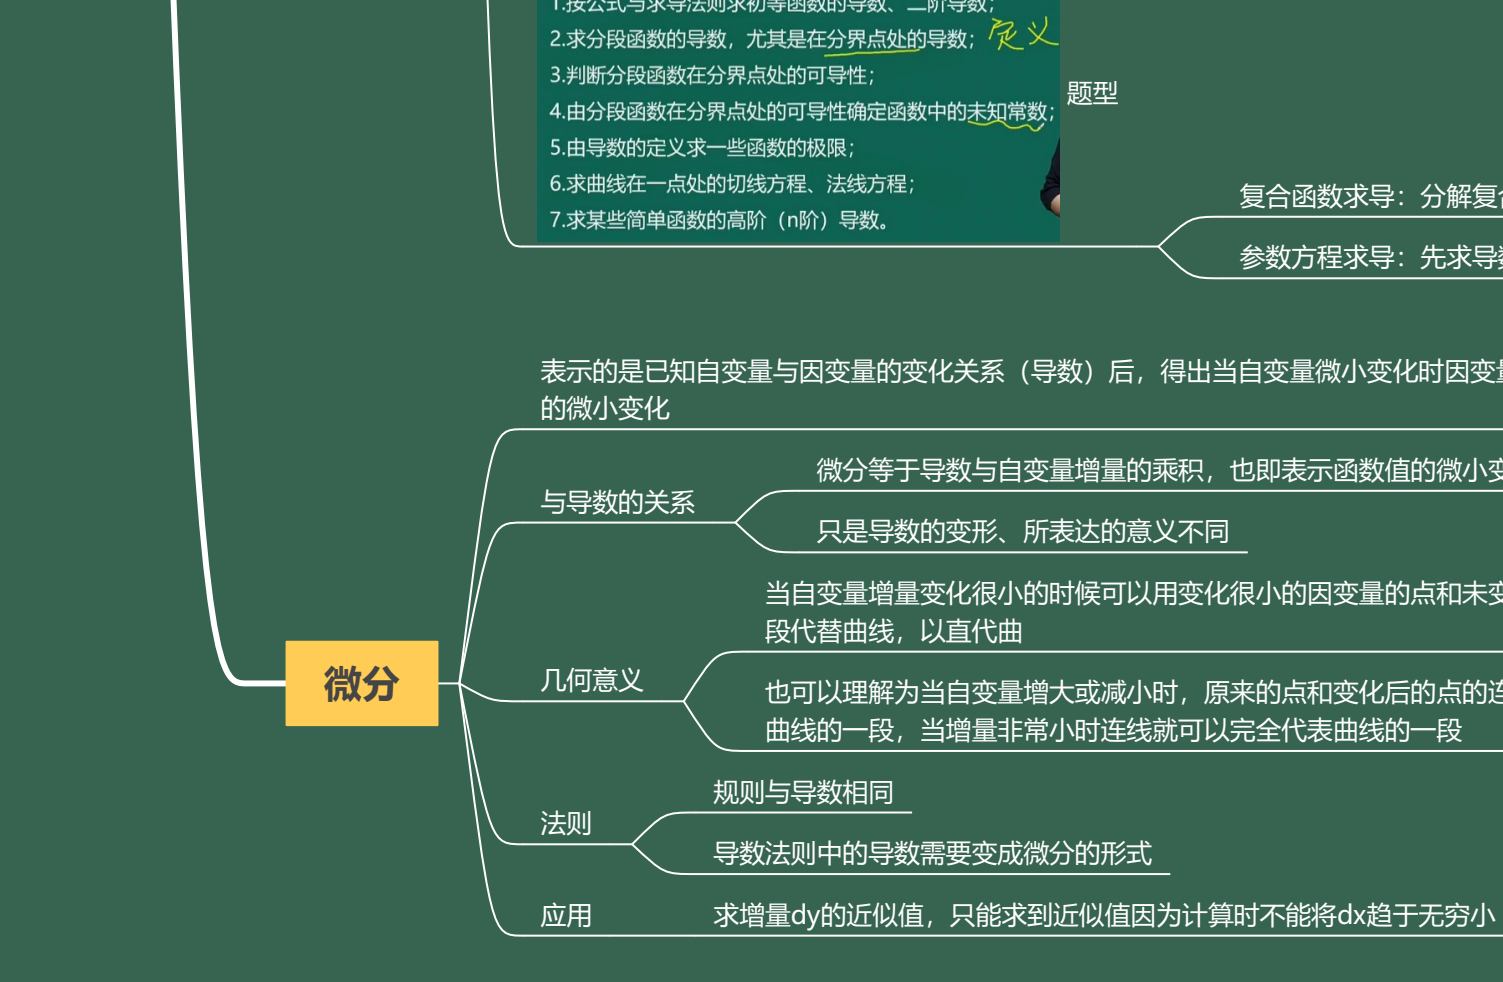 1.按公式与求导法则求初等函数的导数、二阶导数；
2.求分段函数的导数，尤其是在分界点处的导数；定义
3.判断分段函数在分界点处的可导性；
4.由分段函数在分界点处的可导性确定函数中的未知常数；
5.由导数的定义求一些函数的极限；
6.求曲线在一点处的切线方程、法线方程；
7.求某些简单函数的高阶（n阶）导数。
题型
复合函数求导：分解复
参数方程求导：先求导
表示的是已知自变量与因变量的变化关系（导数）后，得出当自变量微小变化时因变
的微小变化
与导数的关系
微分等于导数与自变量增量的乘积，也即表示函数值的微小
只是导数的变形、所表达的意义不同
当自变量增量变化很小的时候可以用变化很小的因变量的点和未
段代替曲线，以直代曲
几何意义
微分
也可以理解为当自变量增大或减小时，原来的点和变化后的点的
曲线的一段，当增量非常小时连线就可以完全代表曲线的一段
规则与导数相同
法则
导数法则中的导数需要变成微分的形式
应用
求增量dy的近似值，只能求到近似值因为计算时不能将dx趋于无穷小